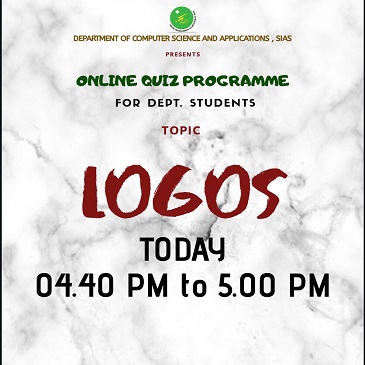 DEPARTMENT OF COMPUTER SCIENCE AND APPLICATIONS , SIAS
PRESENTS
ONLINE QUIZ PROGRAMME
FOR DEPT. STUDENTS
TOPIC
LOGOS
TODAY
04.40 PM to 5.00 PM